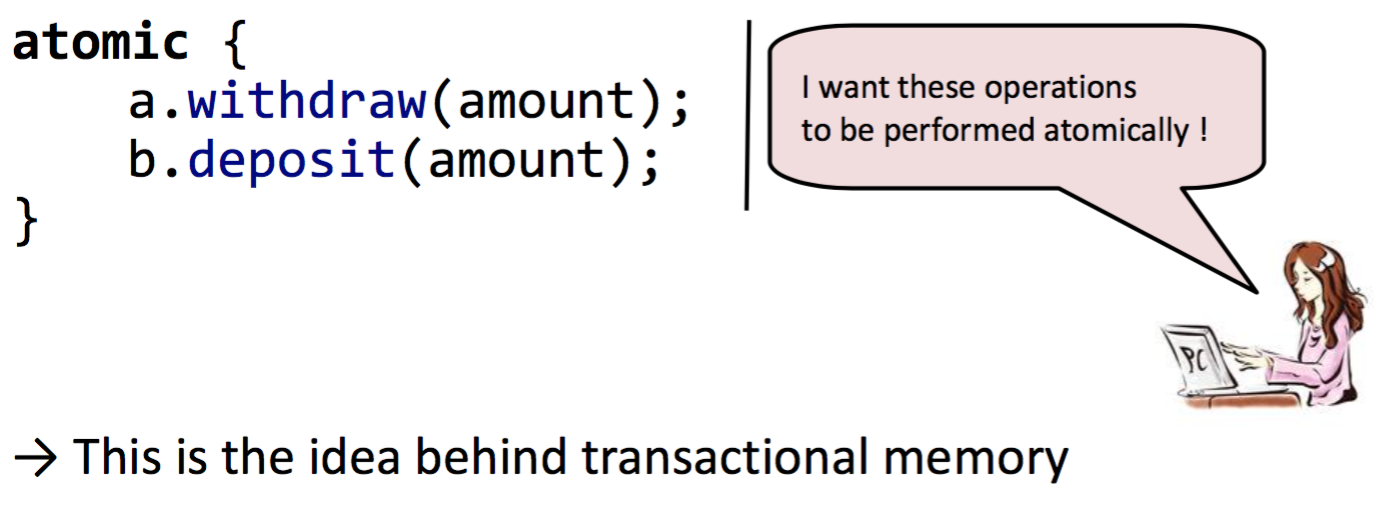 atomic {
a.withdraw(amount);
b.deposit(amount);
}
I want these operations
to be performed atomically !
PC
→ This is the idea behind transactional memory